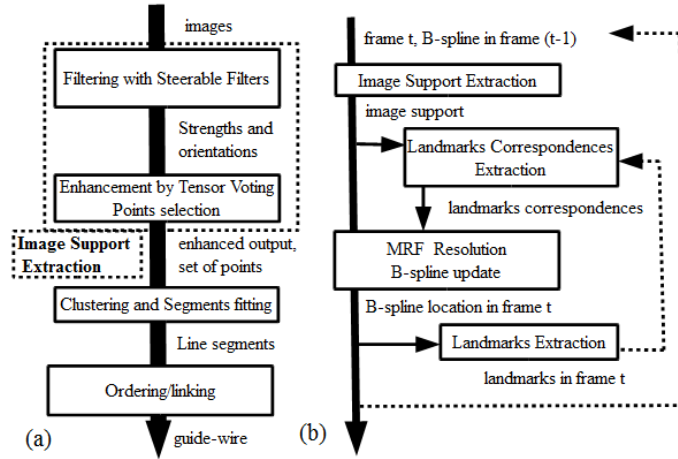 images
Filtering with Steerable Filters
Strengths and
orientations
Enhancement by Tensor Voting
Points selection
Image Support
Extraction
enhanced output,
set of points
Clustering and Segments fitting
Line segments
Ordering/linking
(a)
guide-wire
frame t, B-spline in frame (t-1)
Image Support Extraction
image support
Landmarks Correspondences
Extraction
landmarks correspondences
MRF Resolution
B-spline update
B-spline location in frame t
Landmarks Extraction
landmarks in frame t
(b)